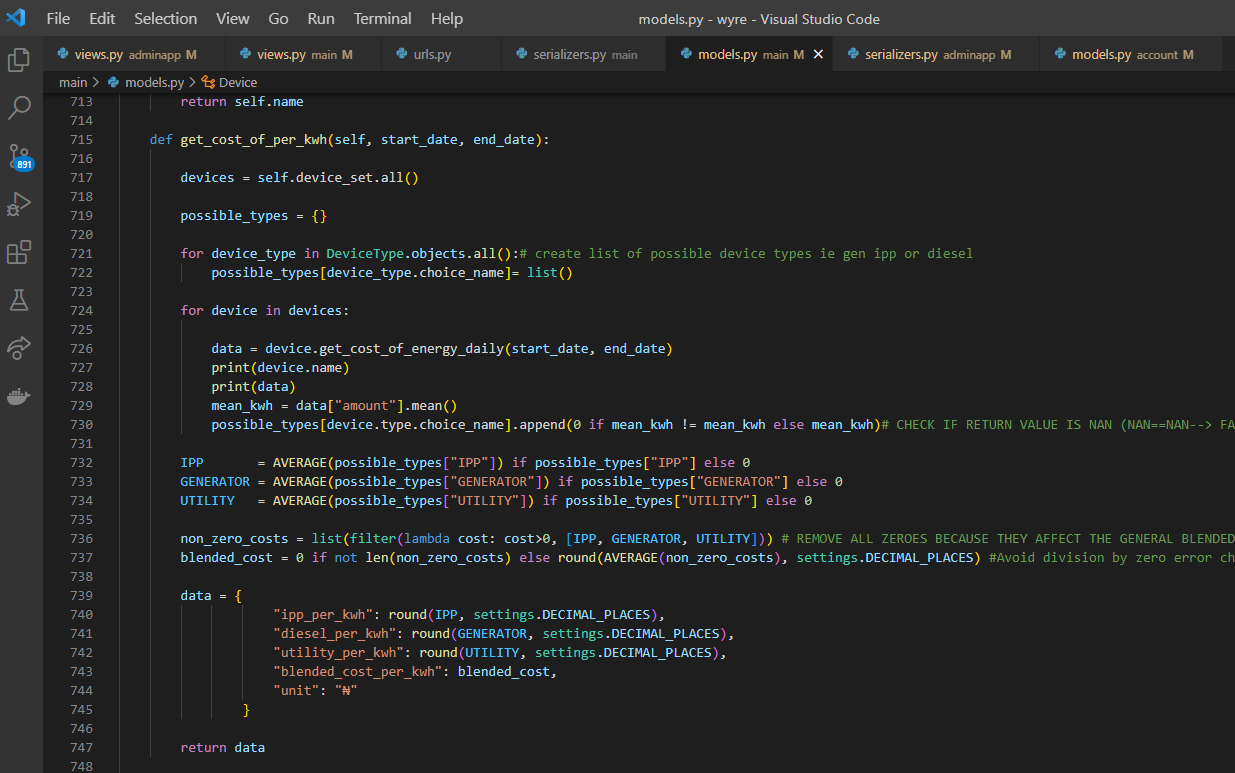 File Edit Selection View Go Run Terminal Help models.py - wyre - Visual Studio Code
views.py adminapp M views.py main M urls.py serializers.py main models.py main M serializers.py adminapp M models.py account M
main > models.py > Device
713 return self.name
714
715 def get_cost_of_per_kwh(self, start_date, end_date):
716
717 devices = self.device_set.all()
718
719 possible_types = {}
720
721 for device_type in DeviceType.objects.all():# create list of possible device types ie gen ipp or diesel
722 possible_types[device_type.choice_name]= list()
723
724 for device in devices:
725
726 data = device.get_cost_of_energy_daily(start_date, end_date)
727 print(device.name)
728 print(data)
729 mean_kwh = data["amount"].mean()
730 possible_types[device.type.choice_name].append(0 if mean_kwh != mean_kwh else mean_kwh)# CHECK IF RETURN VALUE IS NAN (NAN==NAN--> FA
731
732 IPP = AVERAGE(possible_types["IPP"]) if possible_types["IPP"] else 0
733 GENERATOR = AVERAGE(possible_types["GENERATOR"]) if possible_types["GENERATOR"] else 0
734 UTILITY = AVERAGE(possible_types["UTILITY"]) if possible_types["UTILITY"] else 0
735
736 non_zero_costs = list(filter(lambda cost: cost>0, [IPP, GENERATOR, UTILITY])) # REMOVE ALL ZEROES BECAUSE THEY AFFECT THE GENERAL BLENDED
737 blended_cost = 0 if not len(non_zero_costs) else round(AVERAGE(non_zero_costs), settings.DECIMAL_PLACES) #Avoid division by zero error ch
738
739 data = {
740 "ipp_per_kwh": round(IPP, settings.DECIMAL_PLACES),
741 "diesel_per_kwh": round(GENERATOR, settings.DECIMAL_PLACES),
742 "utility_per_kwh": round(UTILITY, settings.DECIMAL_PLACES),
743 "blended_cost_per_kwh": blended_cost,
744 "unit": "₦"
745 }
746
747 return data
748
891